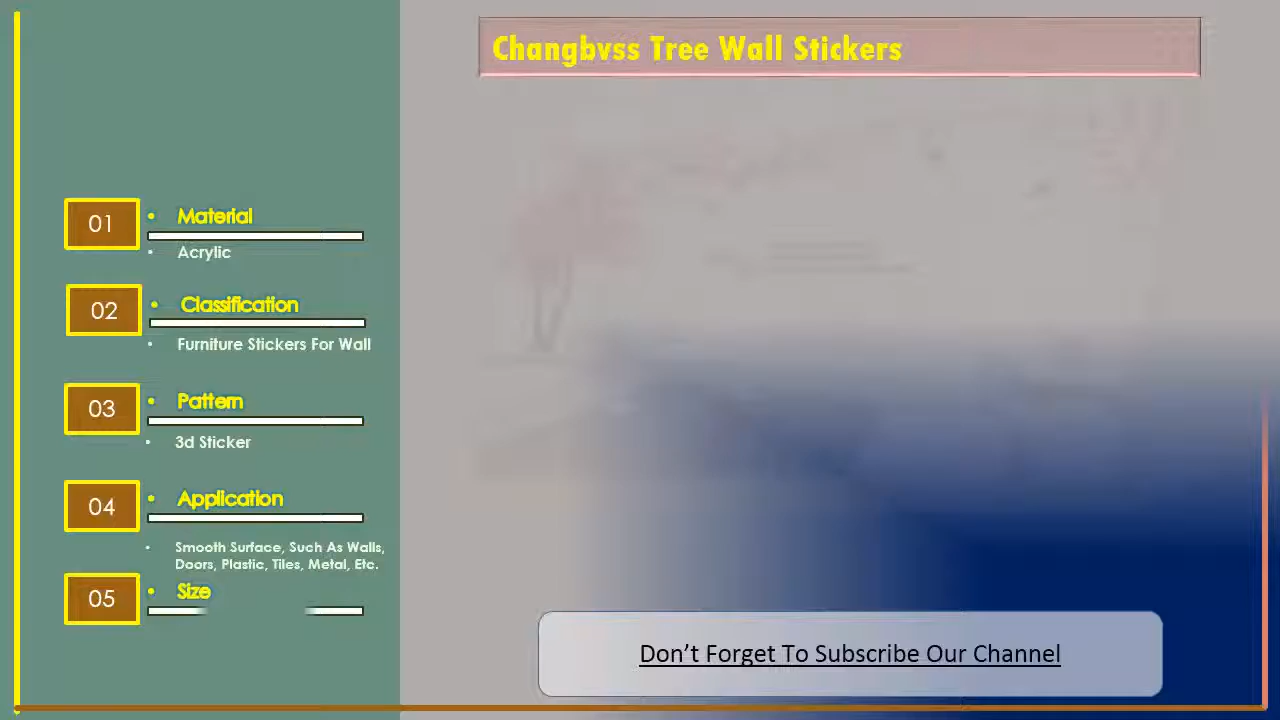 Changbvss Tree Wall Stickers
01
• Material
• Acrylic
02
• Classification
• Furniture Stickers For Wall
03
• Pattern
• 3d Sticker
04
• Application
• Smooth Surface, Such As Walls,
Doors, Plastic, Tiles, Metal, Etc.
05
• Size
Don't Forget To Subscribe Our Channel